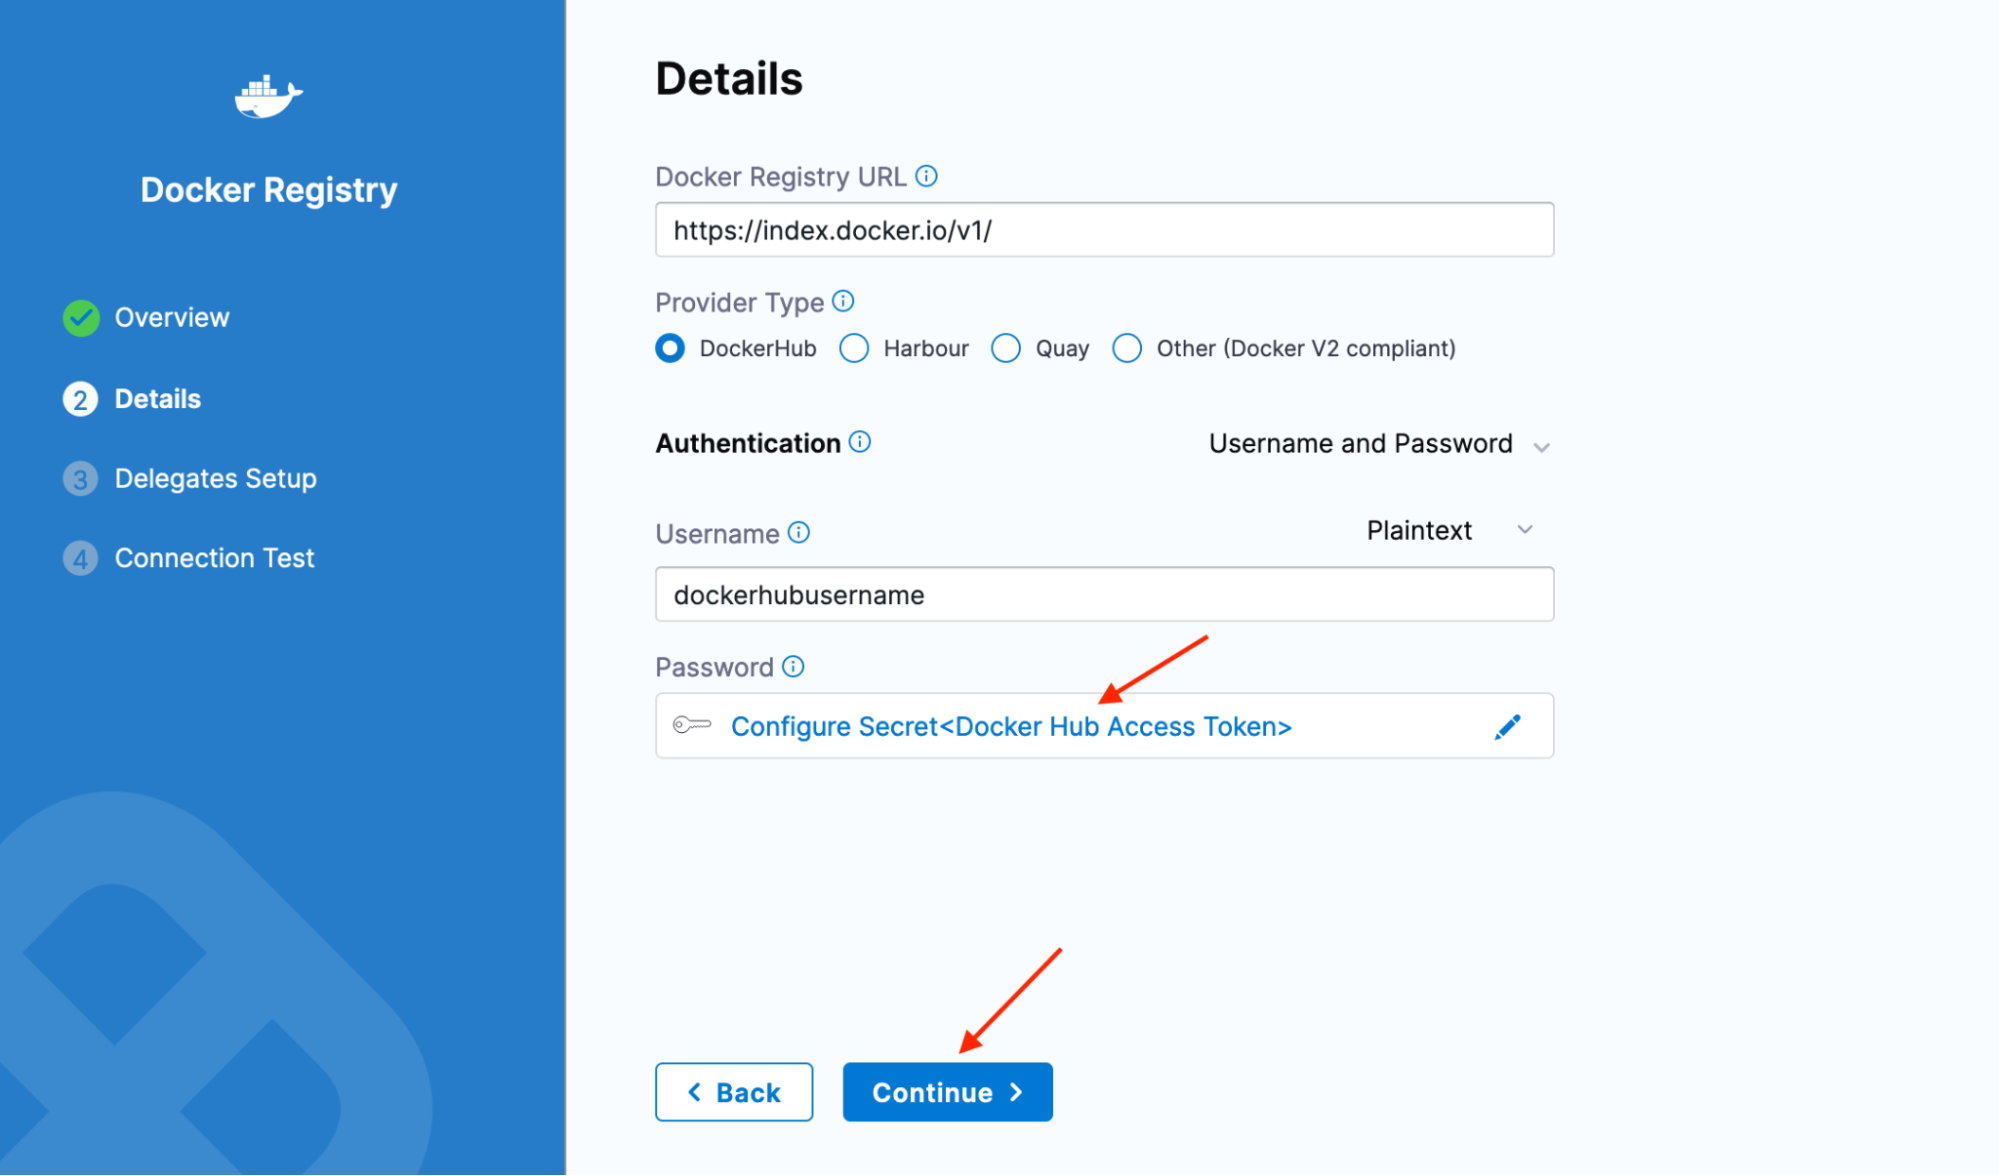 Docker Registry
Overview
2 Details
3 Delegates Setup
4 Connection Test
Details
Docker Registry URL
https://index.docker.io/v1/
Provider Type
DockerHub Harbour Quay Other (Docker V2 compliant)
Authentication Username and Password
Username Plaintext
dockerhubusername
Password
Configure Secret<Docker Hub Access Token>
Back Continue